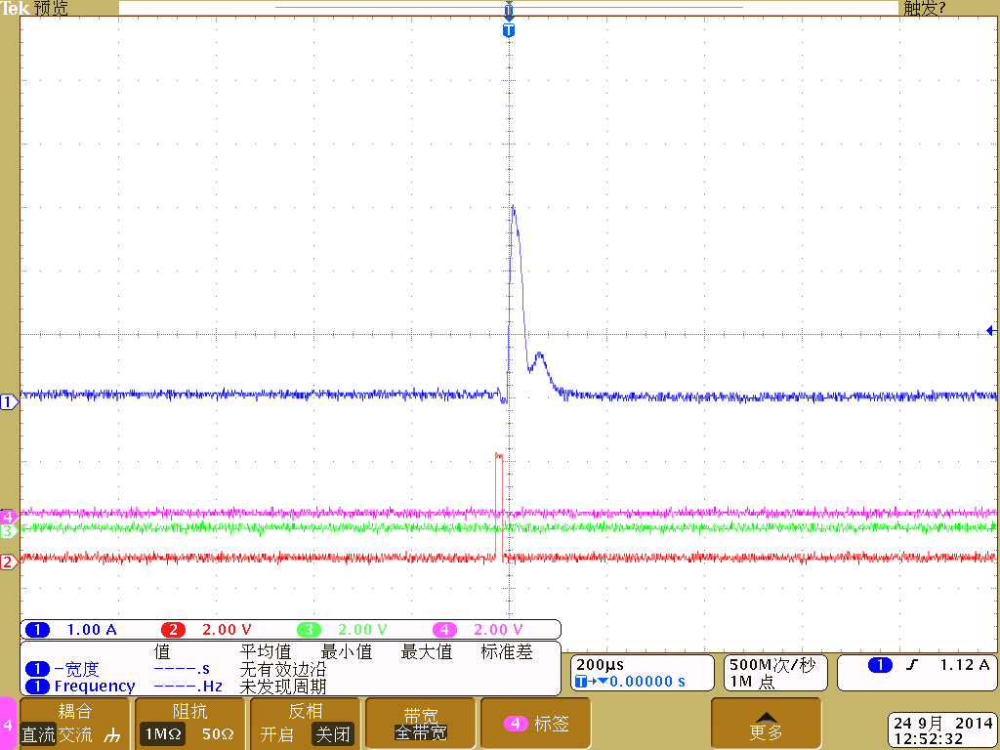 Tek 预览 触发?
T
T
1
4
3
2
1 1.00 A 2 2.00 V 3 2.00 V 4 2.00 V
值 平均值 最小值 最大值 标准差
1 -宽度 ----.s 无有效边沿
1 Frequency ----.Hz 未发现周期
200µs
T→▼0.00000 s
500M次/秒
1M 点
1 1.12 A
4
耦合
直流 交流
阻抗
1MΩ 50Ω
反相
开启 关闭
带宽
全带宽
4 标签
更多
24 9月 2014
12:52:32